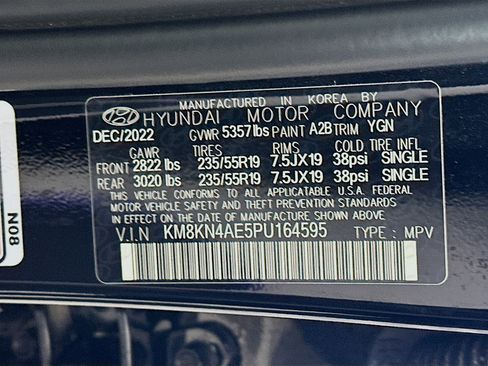 MANUFACTURED IN KOREA BY
HYUNDAI MOTOR COMPANY
DEC/2022 GVWR 5357 lbs PAINT A2B TRIM YGN
GAWR TIRES RIMS COLD TIRE INFL
FRONT 2822 lbs 235/55R19 7.5JX19 38psi SINGLE
REAR 3020 lbs 235/55R19 7.5JX19 38psi SINGLE
THIS VEHICLE CONFORMS TO ALL APPLICABLE U.S.A. FEDERAL
MOTOR VEHICLE SAFETY AND THEFT PREVENTION STANDARDS
IN EFFECT ON THE DATE OF MANUFACTURE SHOWN ABOVE
V.I.N KM8KN4AE5PU164595 TYPE : MPV
N08